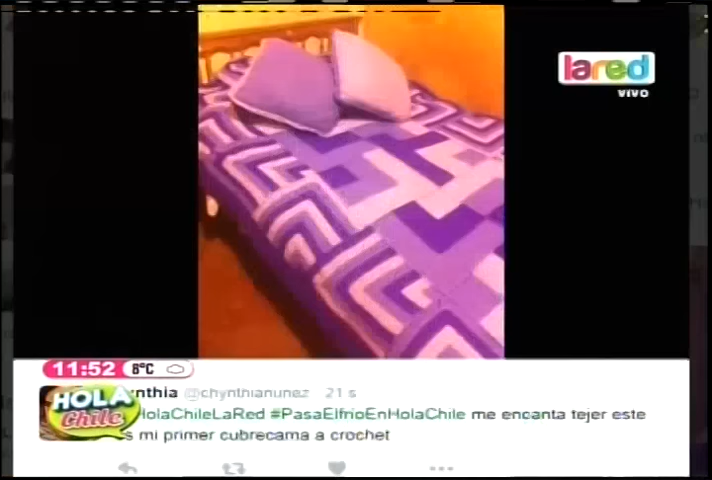 lared
VIVO
11:52 8°C
nthia @chynthianunez 21 s
HolaChileLaRed #PasaElfrioEnHolaChile me encanta tejer este
s mi primer cubrecama a crochet
HOLA
Chile